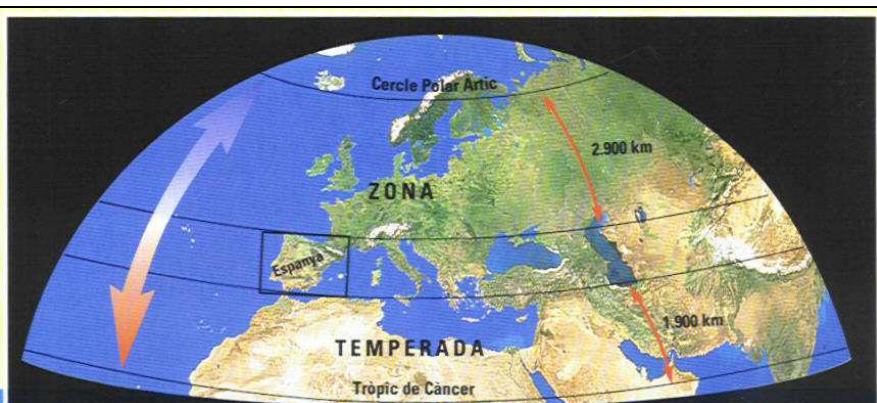 Cercle Polar Àrtic
2.900 km
ZONA
Espanya
1.900 km
TEMPERADA
Tròpic de Càncer